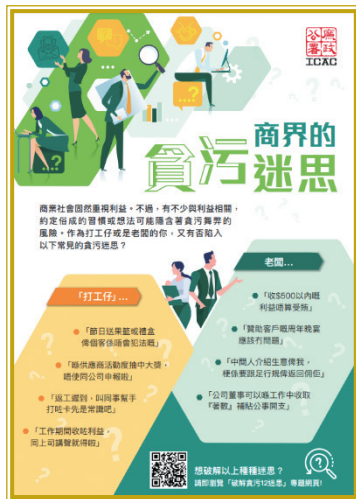 廉政公署
ICAC
商界的
貪污迷思
商業社會固然重視利益。不過，有不少與利益相關，
約定俗成的習慣或想法可能隱含著貪污舞弊的
風險。作為打工仔或是老闆的你，又有否陷入
以下常見的貪污迷思？
老闆...
「打工仔」...
「收$500以內嘅
利益唔算受賄」
「節日送果籃或禮盒
俾個客係唔會犯法嘅」
「贊助客戶嘅周年晚宴
應該冇問題」
「喺供應商活動度抽中大獎，
唔使同公司申報啦」
「中間人介紹生意俾我，
梗係要跟足行規俾返回佣佢」
「返工遲到，叫同事幫手
打咗卡先是常識吧」
「公司董事可以喺工作中收取
『著數』補貼公事開支」
「工作期間收咗利益，
同上司講聲就得啦」
想破解以上種種迷思？
請即瀏覽「破解貪污12迷思」專題網頁！